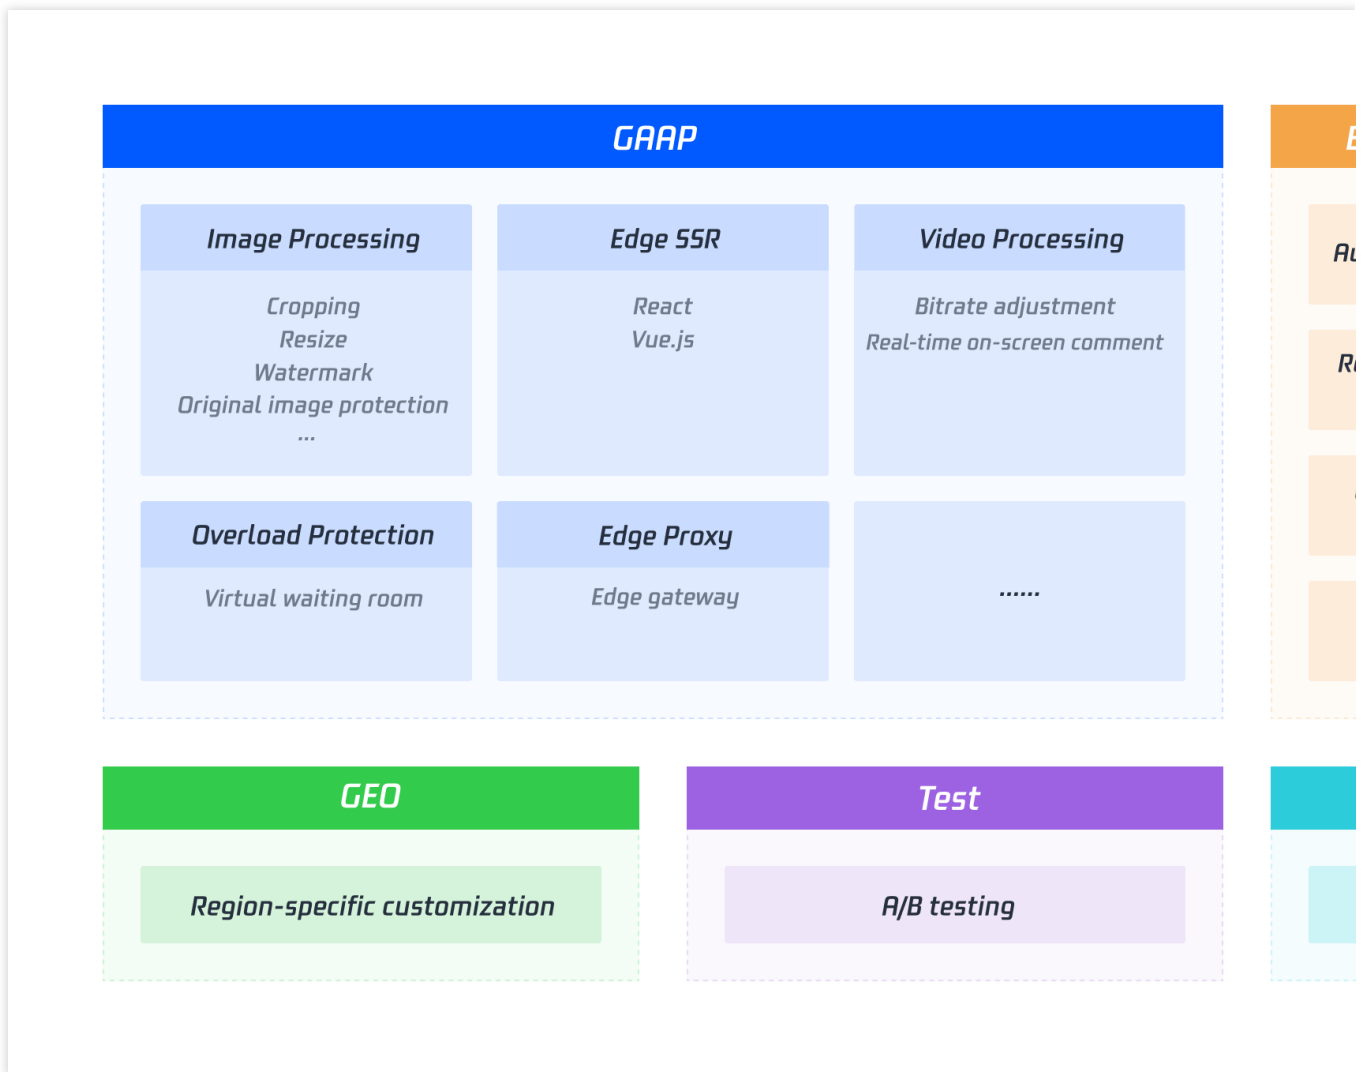 GAAP
Image Processing
Cropping
Resize
Watermark
Original image protection
...
Edge SSR
React
Vue.js
Video Processing
Bitrate adjustment
Real-time on-screen comment
Overload Protection
Virtual waiting room
Edge Proxy
Edge gateway
......
GEO
Region-specific customization
Test
A/B testing